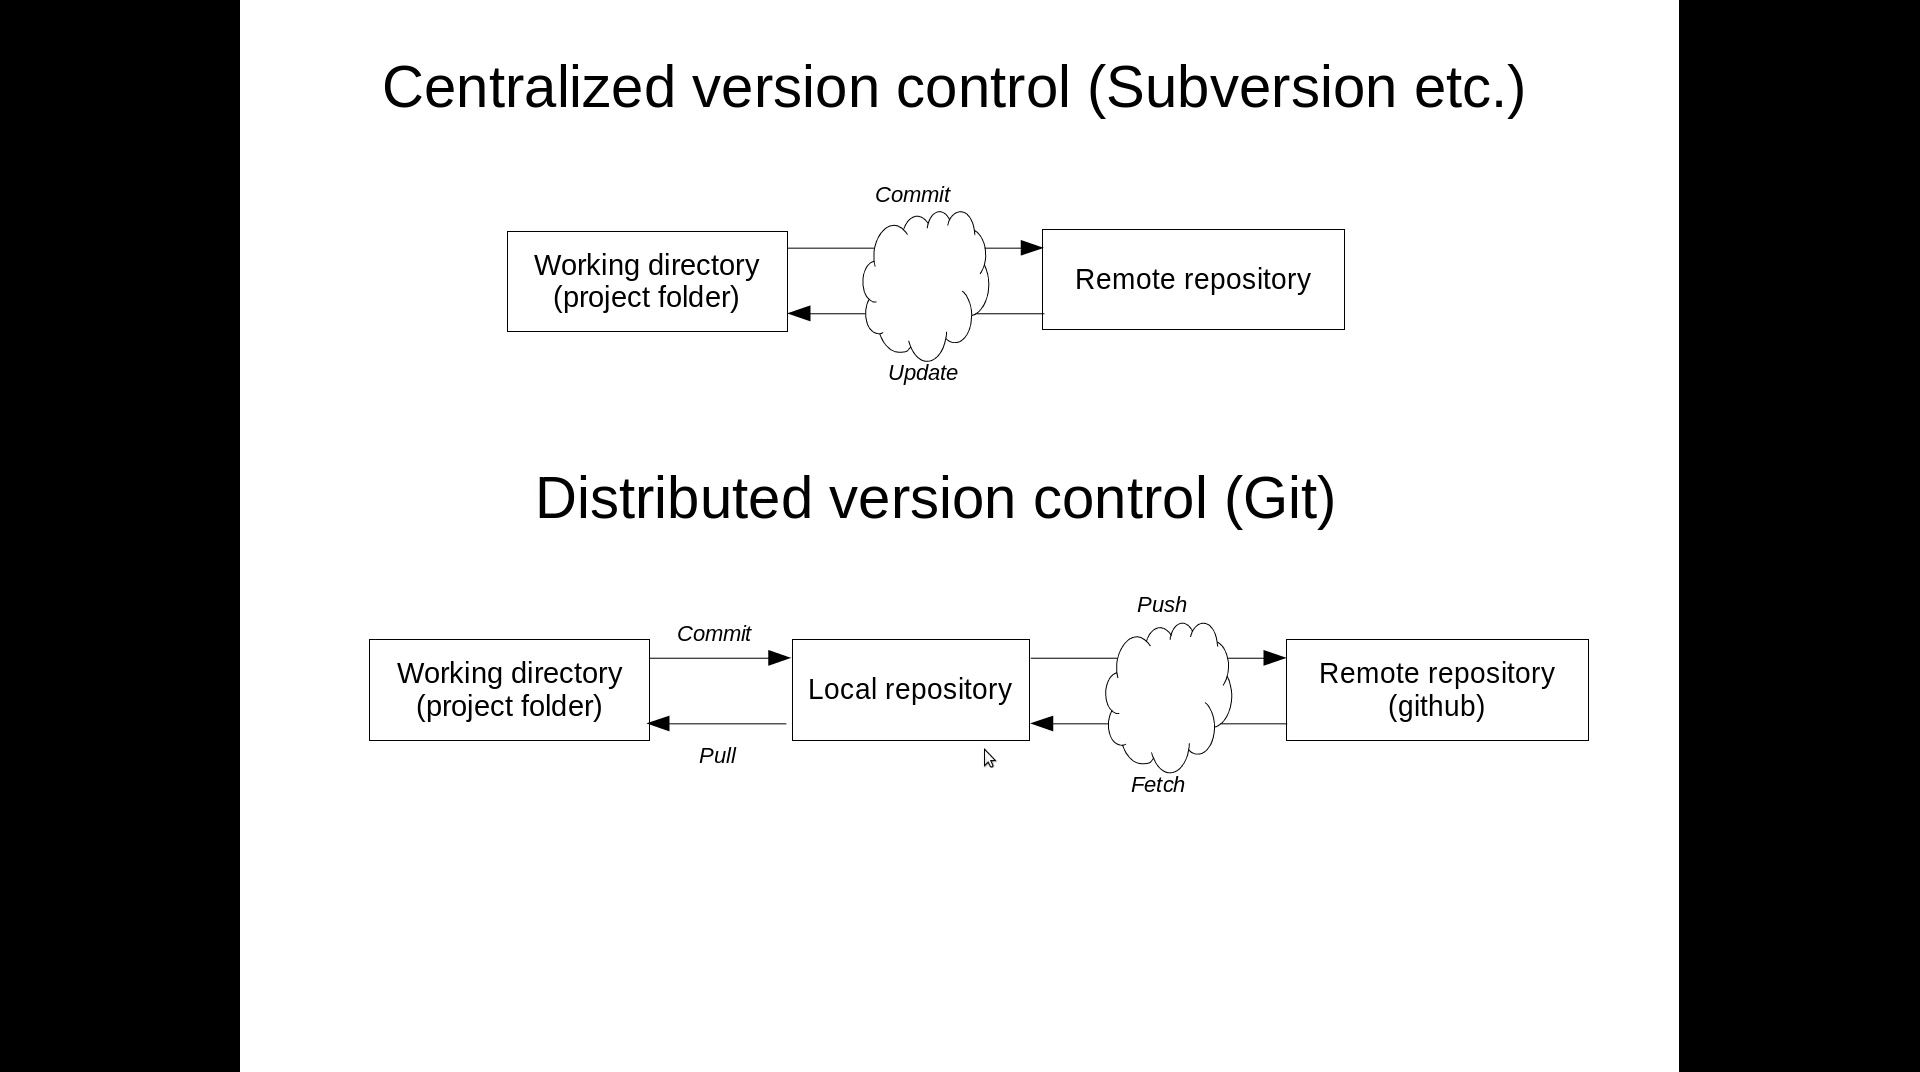 Centralized version control (Subversion etc.)
Commit
Working directory
(project folder)
Remote repository
Update
Distributed version control (Git)
Push
Commit
Working directory
(project folder)
Local repository
Remote repository
(github)
Pull
Fetch